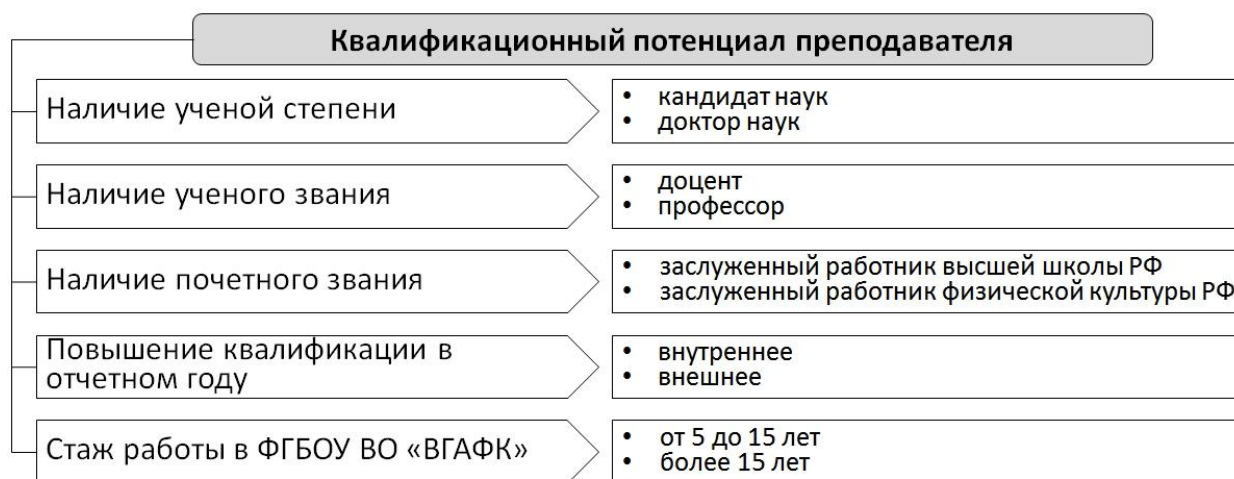 Квалификационный потенциал преподавателя
Наличие ученой степени
• кандидат наук
• доктор наук
Наличие ученого звания
• доцент
• профессор
Наличие почетного звания
• заслуженный работник высшей школы РФ
• заслуженный работник физической культуры РФ
Повышение квалификации в
отчетном году
• внутреннее
• внешнее
Стаж работы в ФГБОУ ВО «ВГАФК»
• от 5 до 15 лет
• более 15 лет